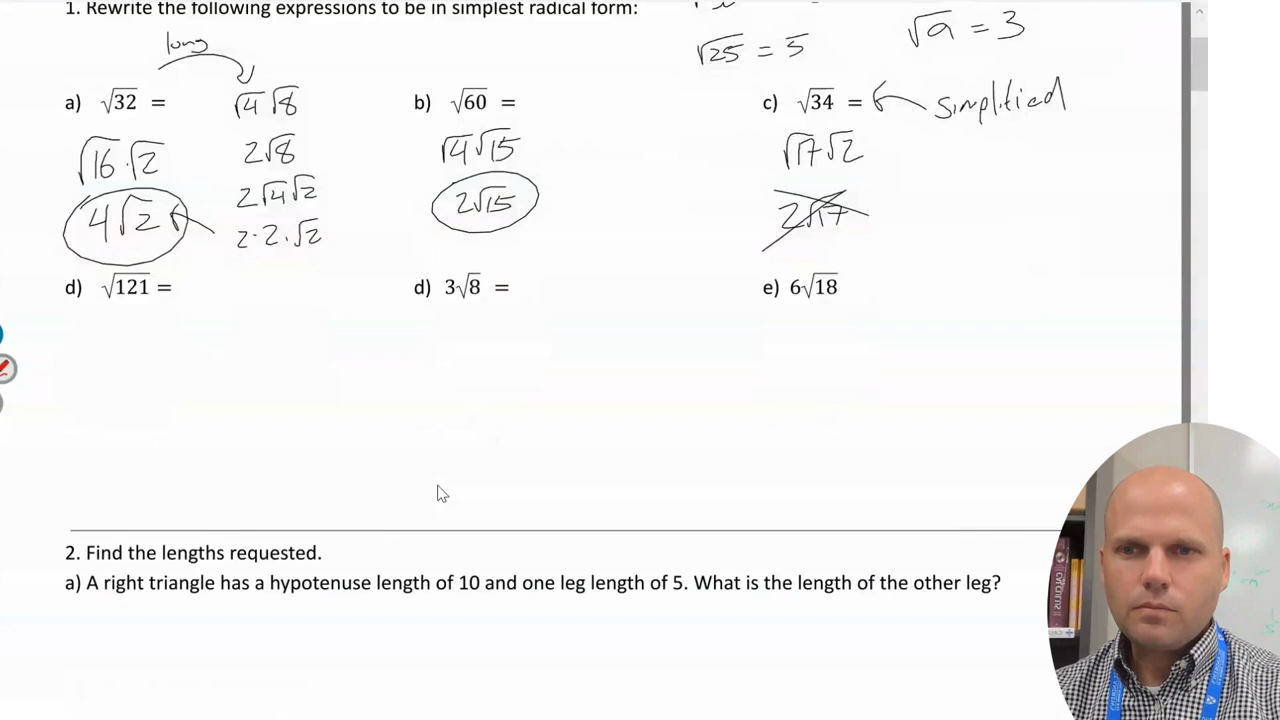 1. Rewrite the following expressions to be in simplest radical form:
√25 = 5
√9 = 3
long
a) √32 =
√4 √8
b) √60 =
c) √34 =
simplified
√16 · √2
2√8
√4 √15
√17 √2
4√2
2√4 √2
2√15
2√17
2·2·√2
d) √121 =
d) 3√8 =
e) 6√18
2. Find the lengths requested.
a) A right triangle has a hypotenuse length of 10 and one leg length of 5. What is the length of the other leg?